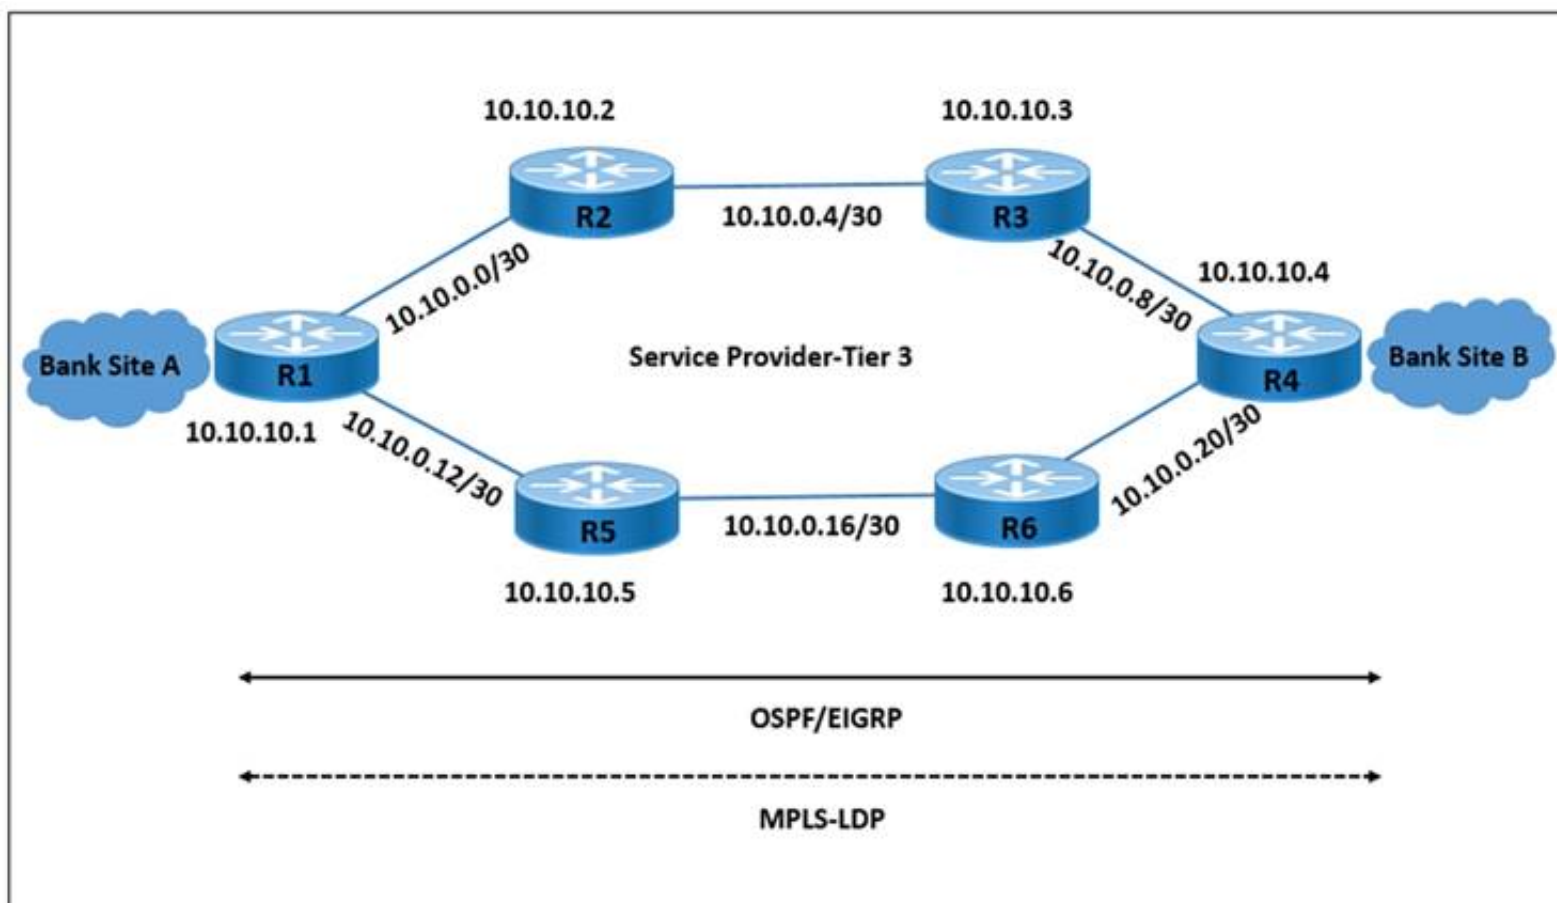 10.10.10.2
10.10.10.3
R2
10.10.0.4/30
R3
10.10.0.0/30
10.10.0.8/30
10.10.10.4
Bank Site A
R1
Service Provider-Tier 3
R4
Bank Site B
10.10.10.1
10.10.0.12/30
10.10.0.20/30
R5
10.10.0.16/30
R6
10.10.10.5
10.10.10.6
OSPF/EIGRP
MPLS-LDP